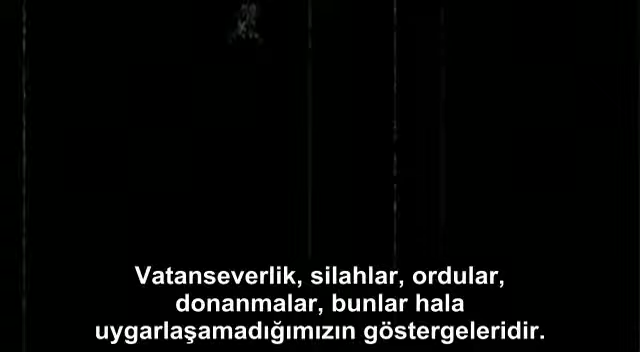 Vatanseverlik, silahlar, ordular,
donanmalar, bunlar hala
uygarlaşamadığımızın göstergeleridir.